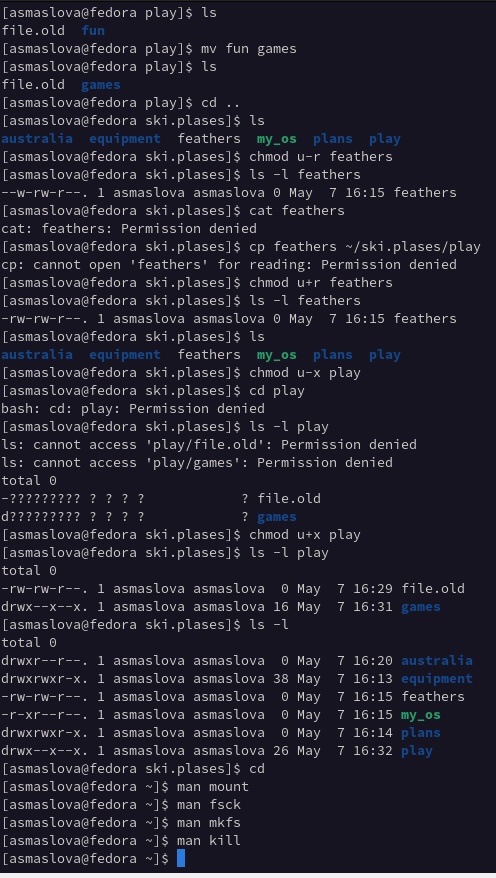 [asmaslova@fedora play]$ ls
file.old  fun
[asmaslova@fedora play]$ mv fun games
[asmaslova@fedora play]$ ls
file.old  games
[asmaslova@fedora play]$ cd ..
[asmaslova@fedora ski.plases]$ ls
australia  equipment  feathers  my_os  plans  play
[asmaslova@fedora ski.plases]$ chmod u-r feathers
[asmaslova@fedora ski.plases]$ ls -l feathers
--w-rw-r--. 1 asmaslova asmaslova 0 May  7 16:15 feathers
[asmaslova@fedora ski.plases]$ cat feathers
cat: feathers: Permission denied
[asmaslova@fedora ski.plases]$ cp feathers ~/ski.plases/play
cp: cannot open 'feathers' for reading: Permission denied
[asmaslova@fedora ski.plases]$ chmod u+r feathers
[asmaslova@fedora ski.plases]$ ls -l feathers
-rw-rw-r--. 1 asmaslova asmaslova 0 May  7 16:15 feathers
[asmaslova@fedora ski.plases]$ ls
australia  equipment  feathers  my_os  plans  play
[asmaslova@fedora ski.plases]$ chmod u-x play
[asmaslova@fedora ski.plases]$ cd play
bash: cd: play: Permission denied
[asmaslova@fedora ski.plases]$ ls -l play
ls: cannot access 'play/file.old': Permission denied
ls: cannot access 'play/games': Permission denied
total 0
-????????? ? ? ? ?            ? file.old
d????????? ? ? ? ?            ? games
[asmaslova@fedora ski.plases]$ chmod u+x play
[asmaslova@fedora ski.plases]$ ls -l play
total 0
-rw-rw-r--. 1 asmaslova asmaslova  0 May  7 16:29 file.old
drwx--x--x. 1 asmaslova asmaslova 16 May  7 16:31 games
[asmaslova@fedora ski.plases]$ ls -l
total 0
drwxr--r--. 1 asmaslova asmaslova  0 May  7 16:20 australia
drwxrwxr-x. 1 asmaslova asmaslova 38 May  7 16:13 equipment
-rw-rw-r--. 1 asmaslova asmaslova  0 May  7 16:15 feathers
-r-xr--r--. 1 asmaslova asmaslova  0 May  7 16:15 my_os
drwxrwxr-x. 1 asmaslova asmaslova  0 May  7 16:14 plans
drwx--x--x. 1 asmaslova asmaslova 26 May  7 16:32 play
[asmaslova@fedora ski.plases]$ cd
[asmaslova@fedora ~]$ man mount
[asmaslova@fedora ~]$ man fsck
[asmaslova@fedora ~]$ man mkfs
[asmaslova@fedora ~]$ man kill
[asmaslova@fedora ~]$